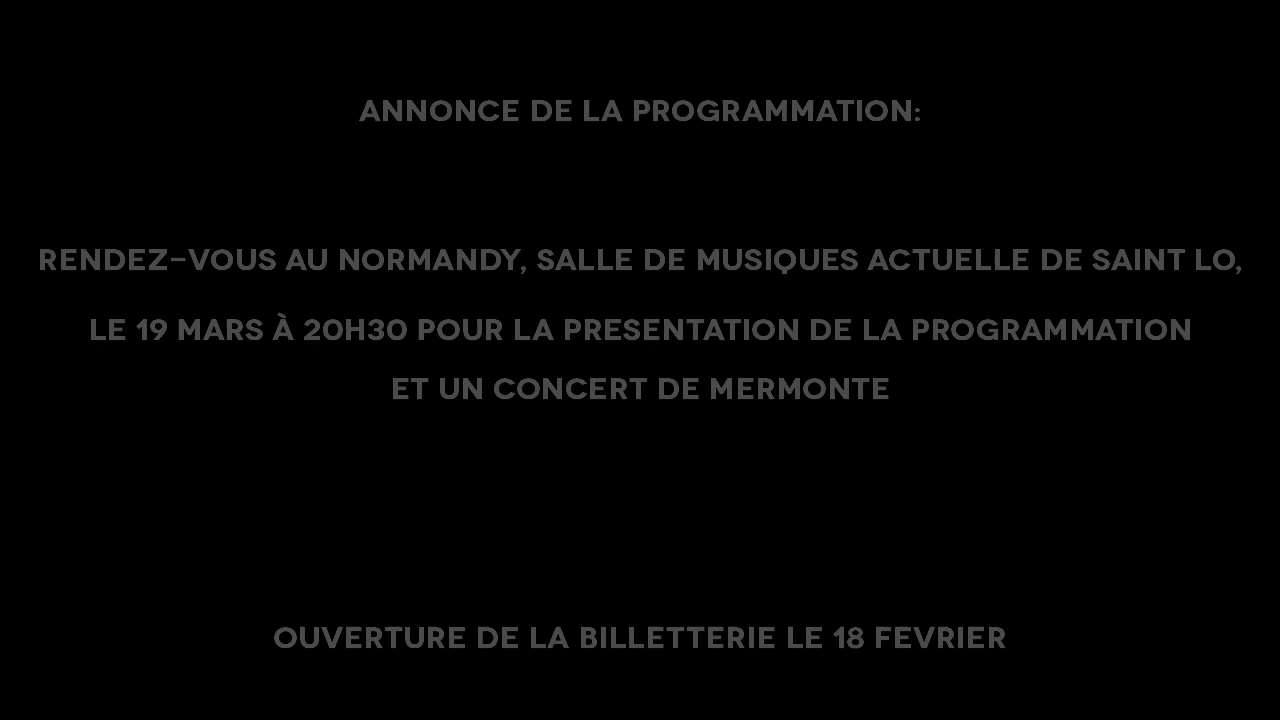 ANNONCE DE LA PROGRAMMATION:
RENDEZ-VOUS AU NORMANDY, SALLE DE MUSIQUES ACTUELLE DE SAINT LO,
LE 19 MARS À 20H30 POUR LA PRESENTATION DE LA PROGRAMMATION
ET UN CONCERT DE MERMONTE
OUVERTURE DE LA BILLETTERIE LE 18 FEVRIER